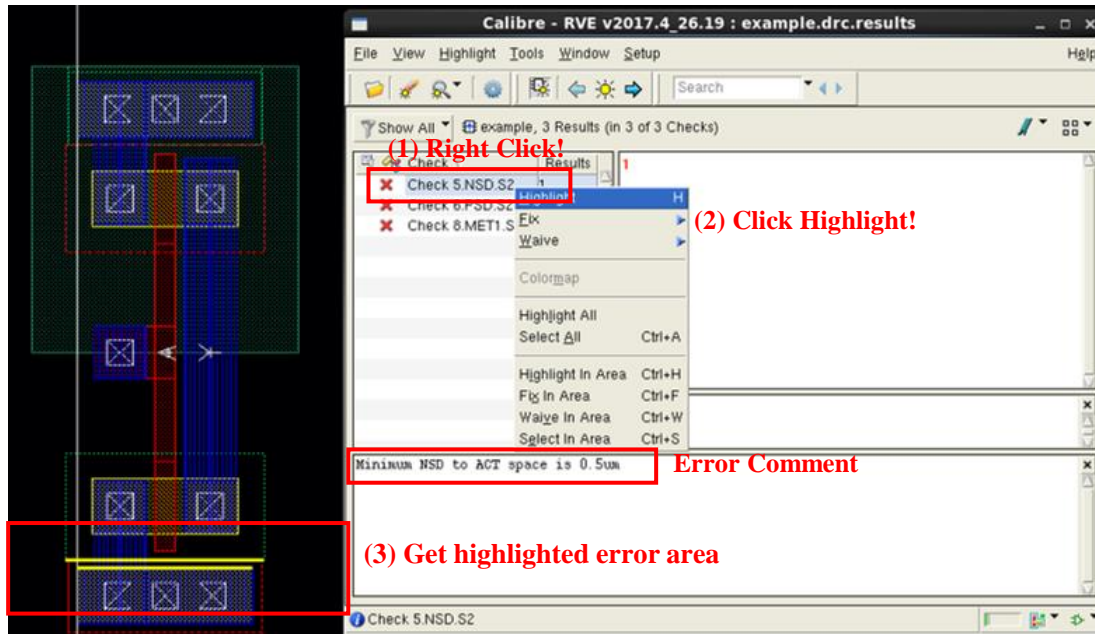 Calibre - RVE v2017.4_26.19 : example.drc.results
File View Highlight Tools Window Setup Help
Search
Show All example, 3 Results (in 3 of 3 Checks)
(1) Right Click!
Check Results 1
Check 5.NSD.S2 1
Highlight H
Check 6.PSD.S2
(2) Click Highlight!
Check 8.MET1.S
Fix
Waive
Colormap
Highlight All
Select All Ctrl+A
Highlight In Area Ctrl+H
Fix In Area Ctrl+F
Waive In Area Ctrl+W
Select In Area Ctrl+S
Minimum NSD to ACT space is 0.5um
Error Comment
(3) Get highlighted error area
Check 5.NSD.S2
A
Y